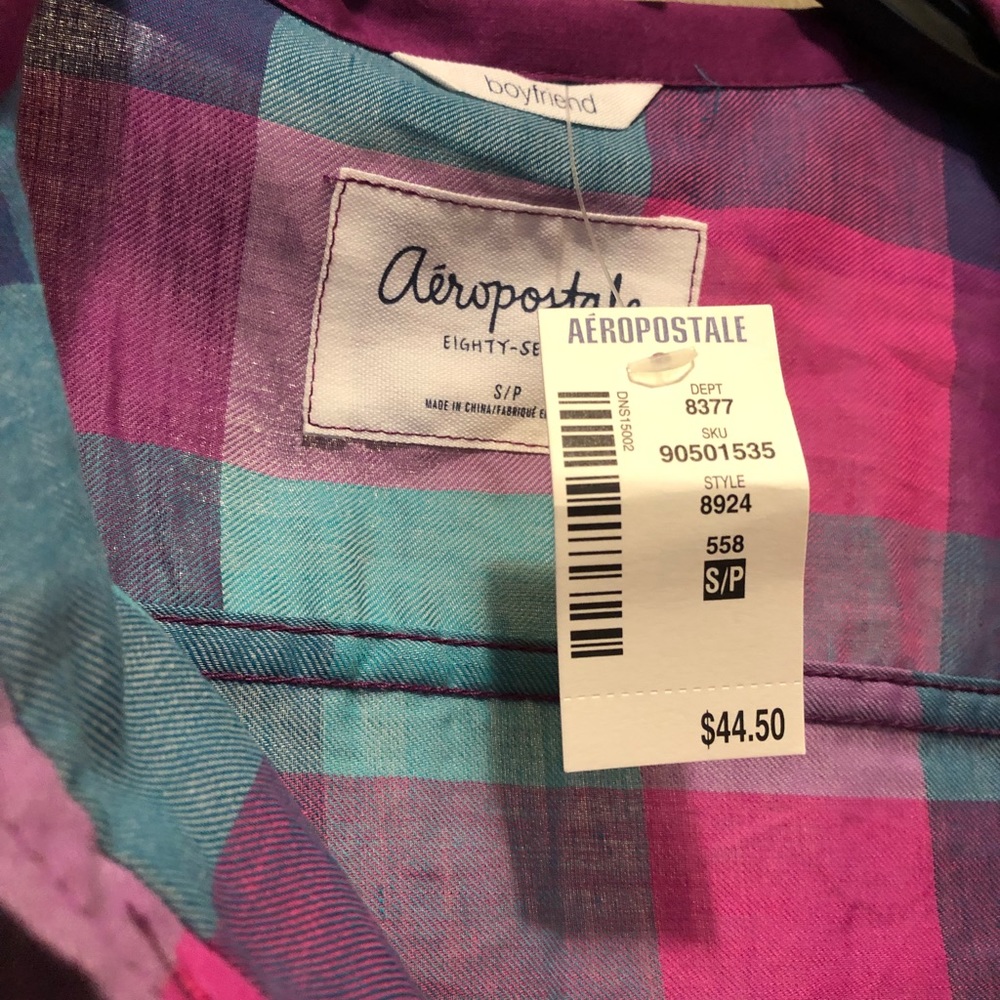 boyfriend
Aéropostale
EIGHTY-SE
S/P
MADE IN CHINA/FABRIQUÉ
AÉROPOSTALE
DNS15002
DEPT
8377
SKU
90501535
STYLE
8924
558
S/P
$44.50